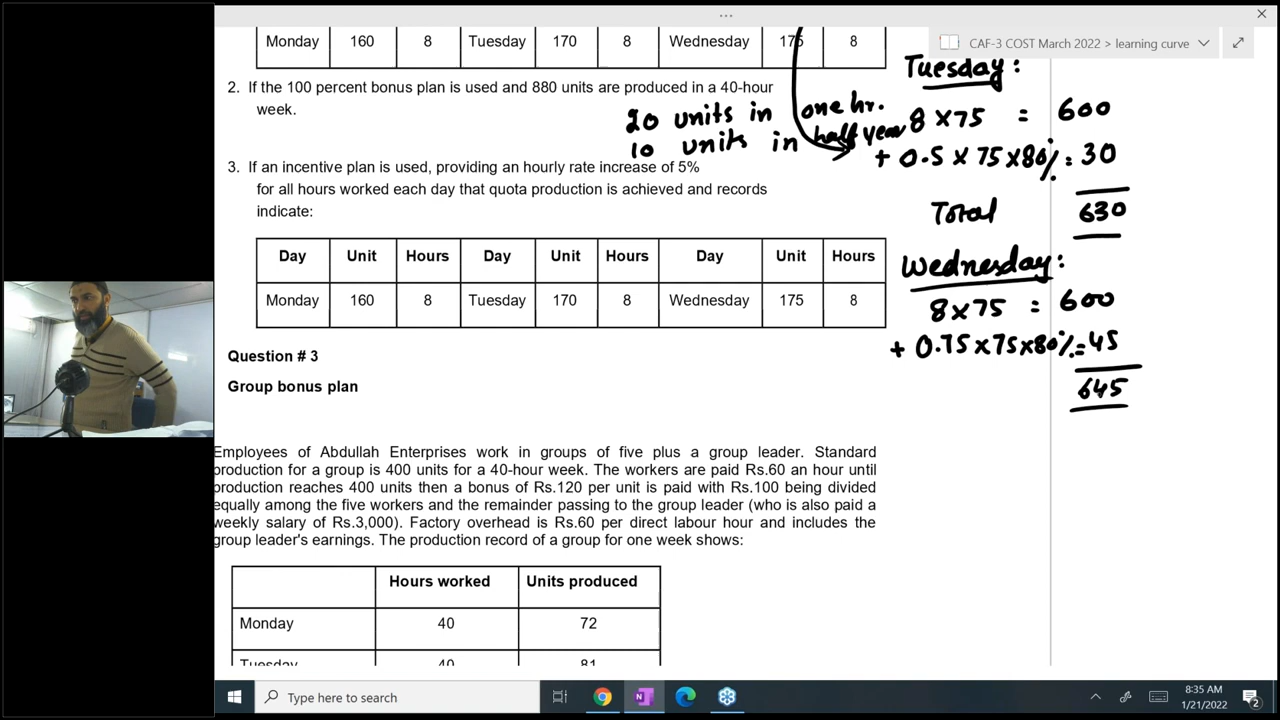 ...
CAF-3 COST March 2022 > learning curve
Monday 160 8 Tuesday 170 8 Wednesday 175 8
Tuesday:
2. If the 100 percent bonus plan is used and 880 units are produced in a 40-hour
week.
20 units in one hr.
10 units in half year
8 × 75 = 600
+ 0.5 × 75 × 80% = 30
Total 630
3. If an incentive plan is used, providing an hourly rate increase of 5%
for all hours worked each day that quota production is achieved and records
indicate:
Day Unit Hours Day Unit Hours Day Unit Hours
Monday 160 8 Tuesday 170 8 Wednesday 175 8
Wednesday:
8 × 75 = 600
+ 0.75 × 75 × 80% = 45
645
Question # 3
Group bonus plan
Employees of Abdullah Enterprises work in groups of five plus a group leader. Standard
production for a group is 400 units for a 40-hour week. The workers are paid Rs.60 an hour until
production reaches 400 units then a bonus of Rs.120 per unit is paid with Rs.100 being divided
equally among the five workers and the remainder passing to the group leader (who is also paid a
weekly salary of Rs.3,000). Factory overhead is Rs.60 per direct labour hour and includes the
group leader's earnings. The production record of a group for one week shows:
Hours worked Units produced
Monday 40 72
Tuesday 40 81
Type here to search
8:35 AM
1/21/2022
2